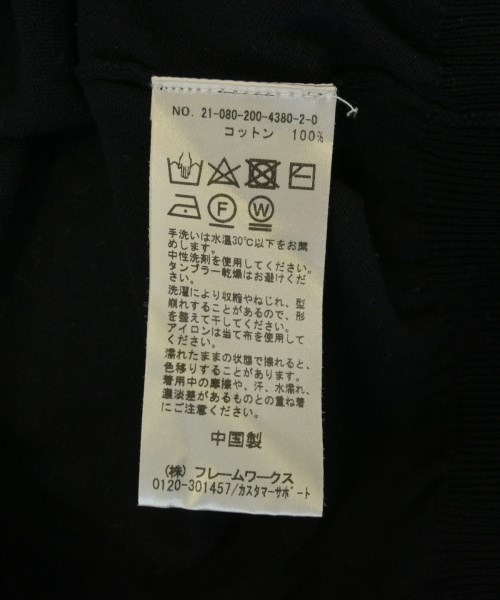 NO. 21-080-200-4380-2-0
コットン 100%
F W
手洗いは水温30℃以下をお薦
めします。
中性洗剤を使用してください。
タンブラー乾燥はお避けくだ
さい。
洗濯により収縮やねじれ、型
崩れすることがあるので、形
を整えて干してください。
アイロンは当て布を使用して
ください。
濡れたままの状態で擦れると、
色移りすることがあります。
着用中の摩擦や、汗、水濡れ、
濃淡差があるものとの重ね着
にご注意ください。
中国製
(株) フレームワークス
0120-301457/カスタマーサポート